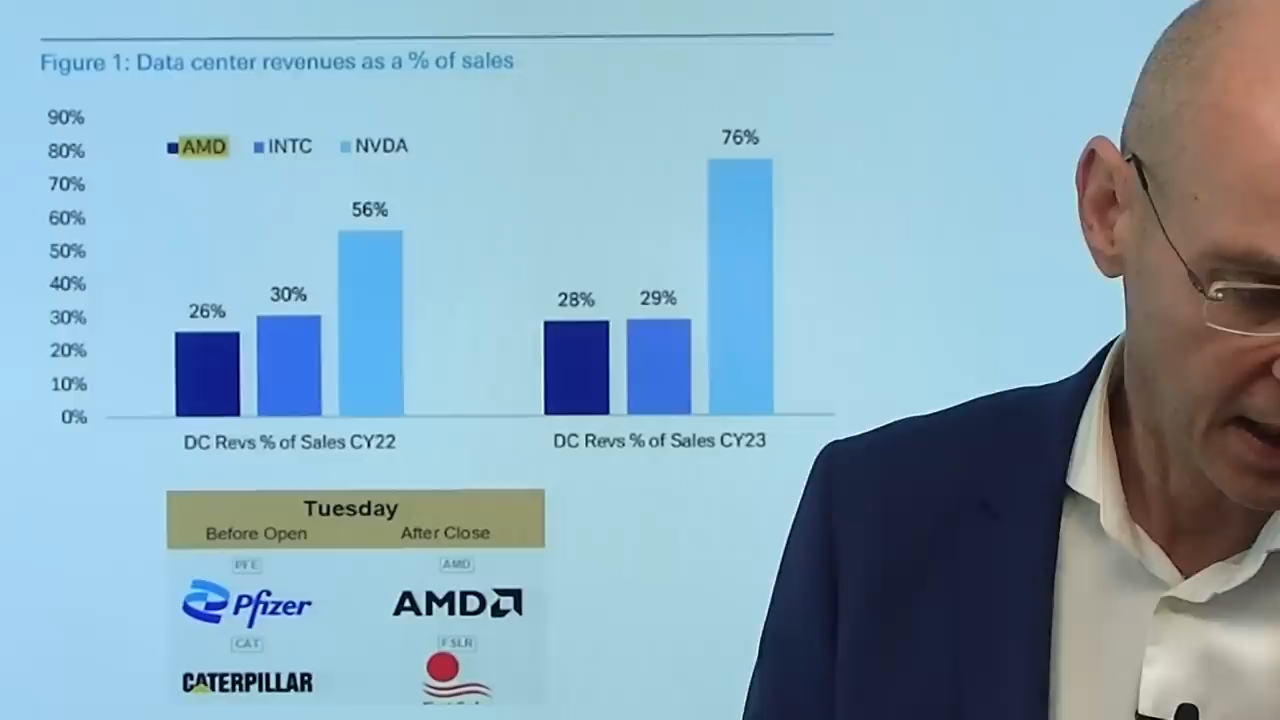 Figure 1: Data center revenues as a % of sales
90%
80%
70%
60%
50%
40%
30%
20%
10%
0%
AMD INTC NVDA
26%
30%
56%
28%
29%
76%
DC Revs % of Sales CY22
DC Revs % of Sales CY23
Tuesday
Before Open After Close
PFE AMD
Pfizer AMD
CAT FSLR
CATERPILLAR